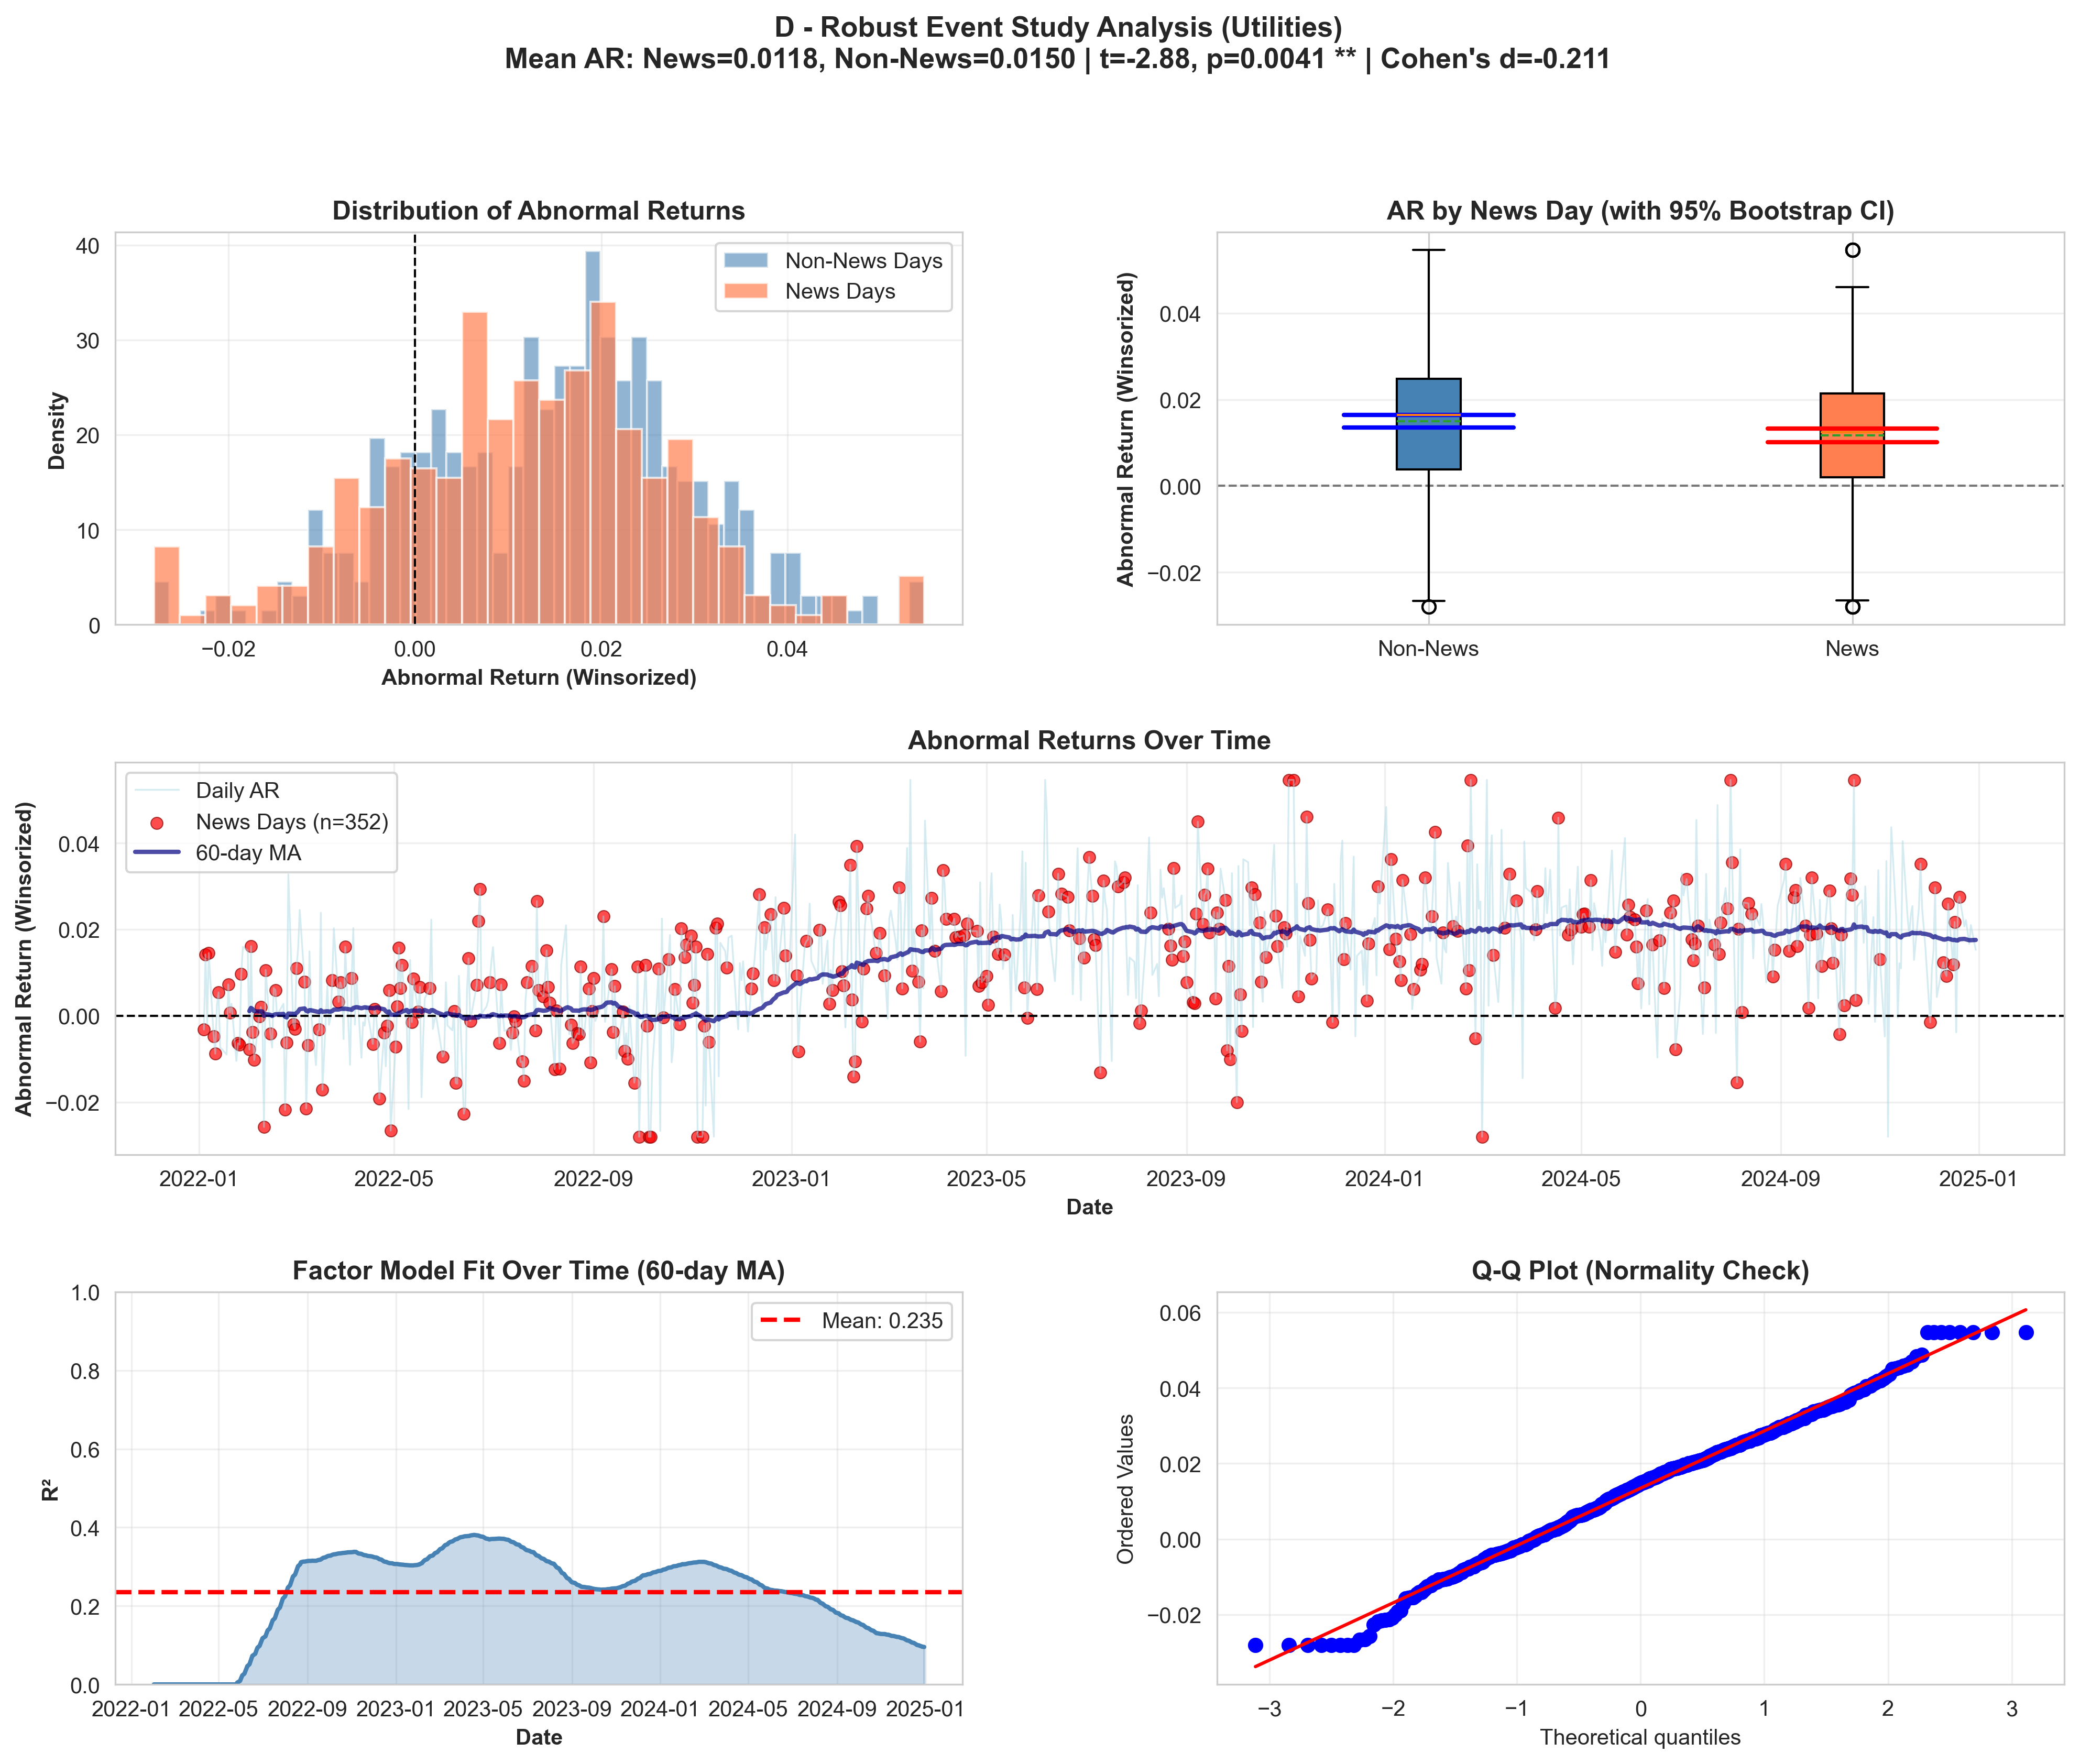 D - Robust Event Study Analysis (Utilities)
Mean AR: News=0.0118, Non-News=0.0150 | t=-2.88, p=0.0041 ** | Cohen's d=-0.211
Distribution of Abnormal Returns
Density
40
30
20
10
0
Non-News Days
News Days
−0.02
0.00
0.02
0.04
Abnormal Return (Winsorized)
AR by News Day (with 95% Bootstrap CI)
Abnormal Return (Winsorized)
0.04
0.02
0.00
−0.02
Non-News
News
Abnormal Returns Over Time
Abnormal Return (Winsorized)
0.04
0.02
0.00
−0.02
Daily AR
News Days (n=352)
60-day MA
2022-01
2022-05
2022-09
2023-01
2023-05
2023-09
2024-01
2024-05
2024-09
2025-01
Date
Factor Model Fit Over Time (60-day MA)
R²
1.0
0.8
0.6
0.4
0.2
0.0
Mean: 0.235
2022-01
2022-05
2022-09
2023-01
2023-05
2023-09
2024-01
2024-05
2024-09
2025-01
Date
Q-Q Plot (Normality Check)
Ordered Values
0.06
0.04
0.02
0.00
−0.02
−3
−2
−1
0
1
2
3
Theoretical quantiles